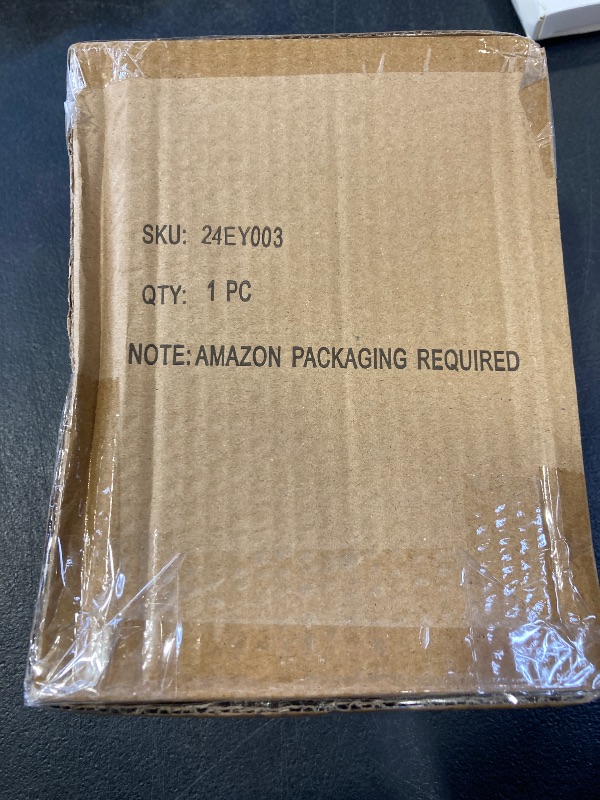 SKU: 24EY003
QTY: 1 PC
NOTE: AMAZON PACKAGING REQUIRED